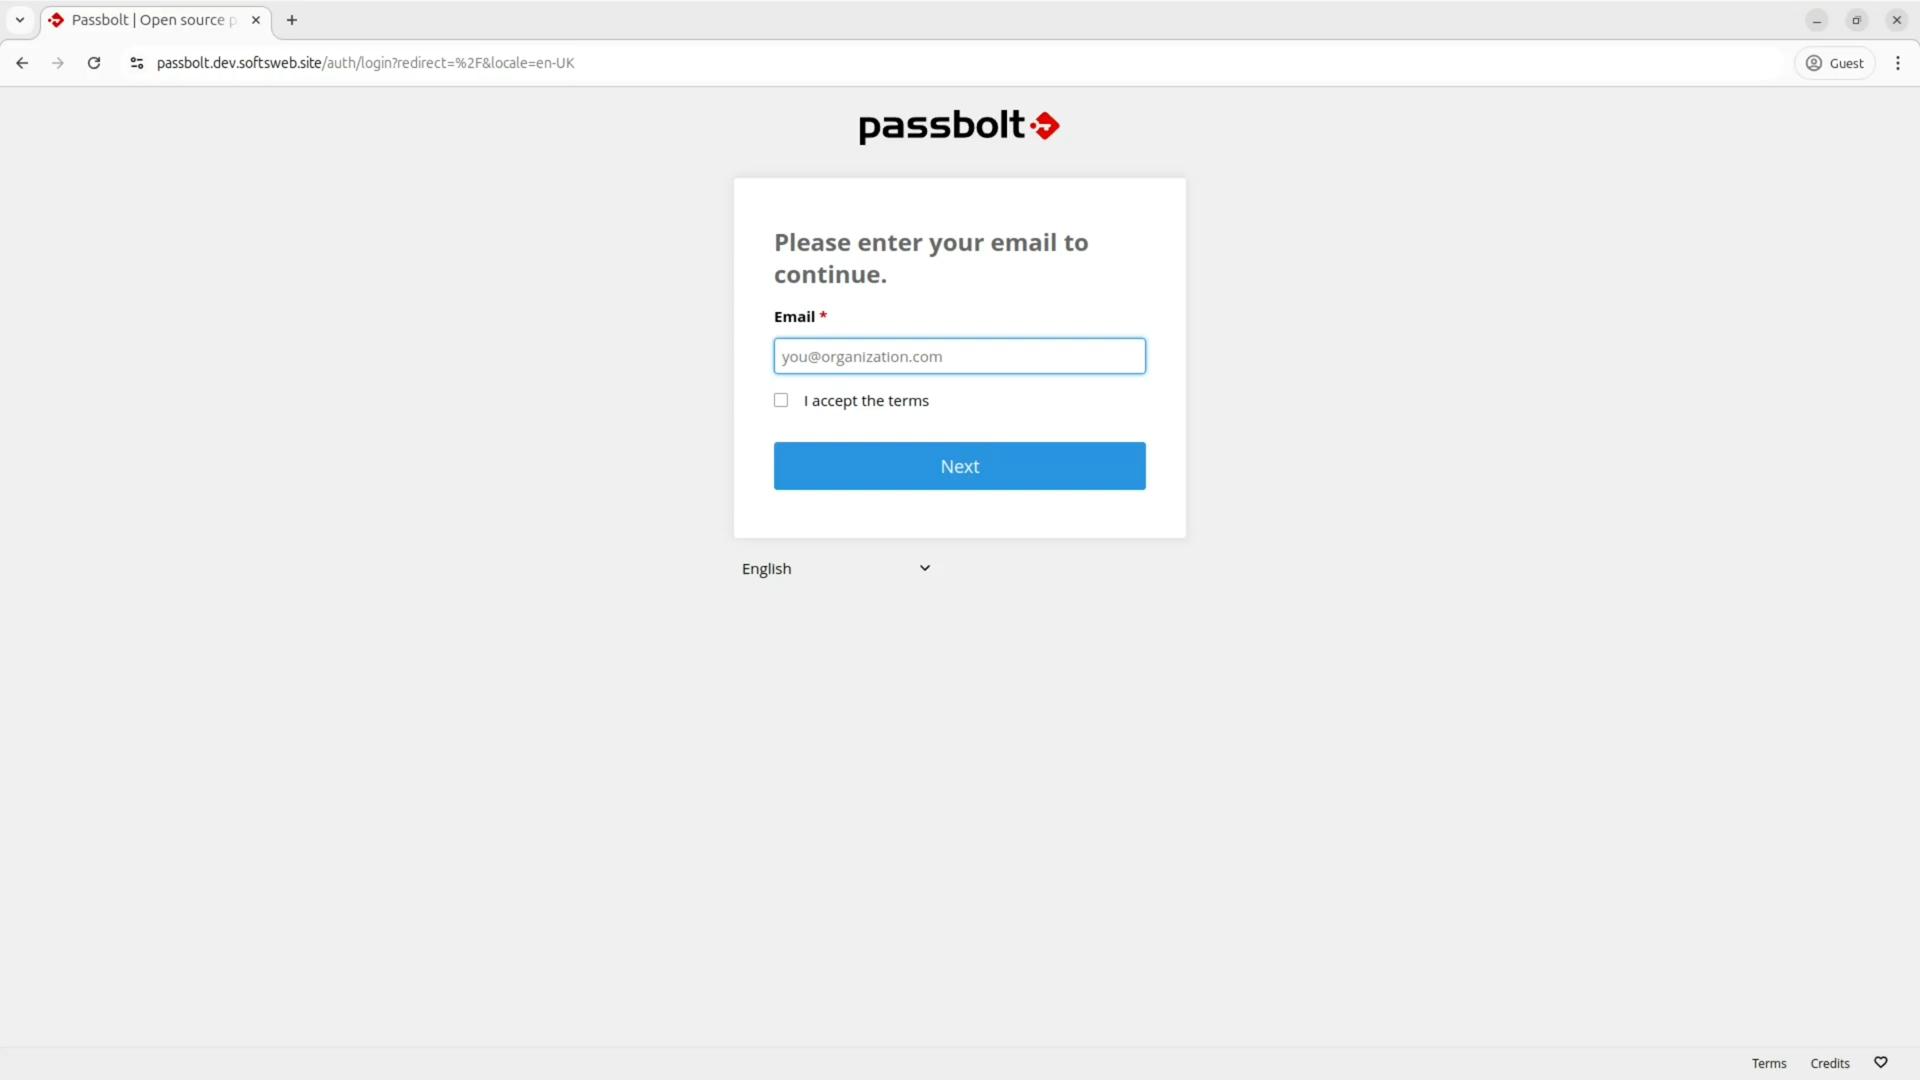 Passbolt | Open source p
passbolt.dev.softsweb.site/auth/login?redirect=%2F&locale=en-UK
Guest
passbolt
Please enter your email to
continue.
Email *
you@organization.com
I accept the terms
Next
English
Terms
Credits